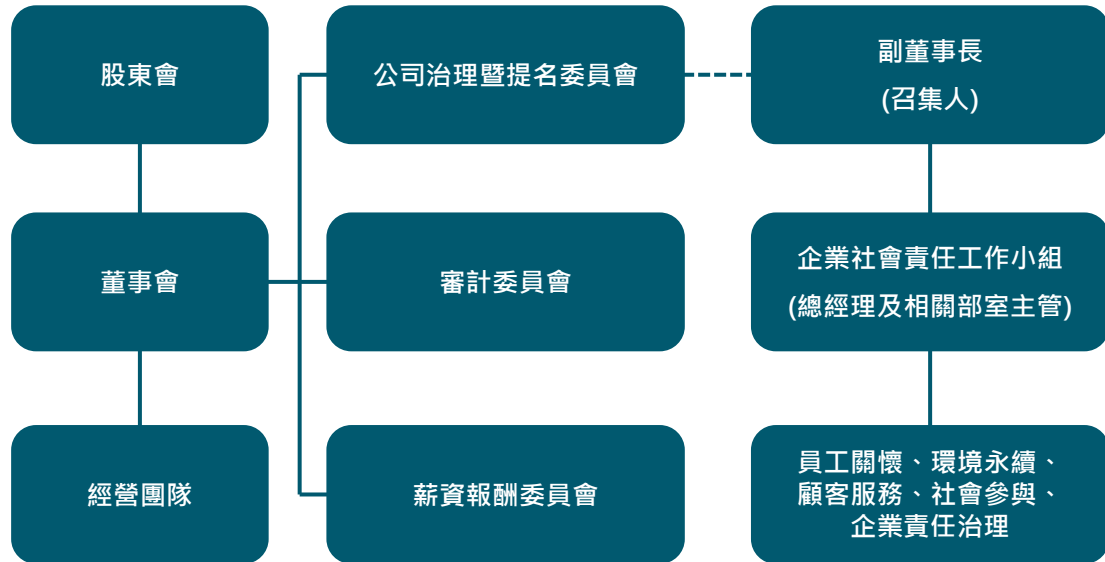 股東會
公司治理暨提名委員會
副董事長
(召集人)
董事會
審計委員會
企業社會責任工作小組
(總經理及相關部室主管)
經營團隊
薪資報酬委員會
員工關懷、環境永續、
顧客服務、社會參與、
企業責任治理